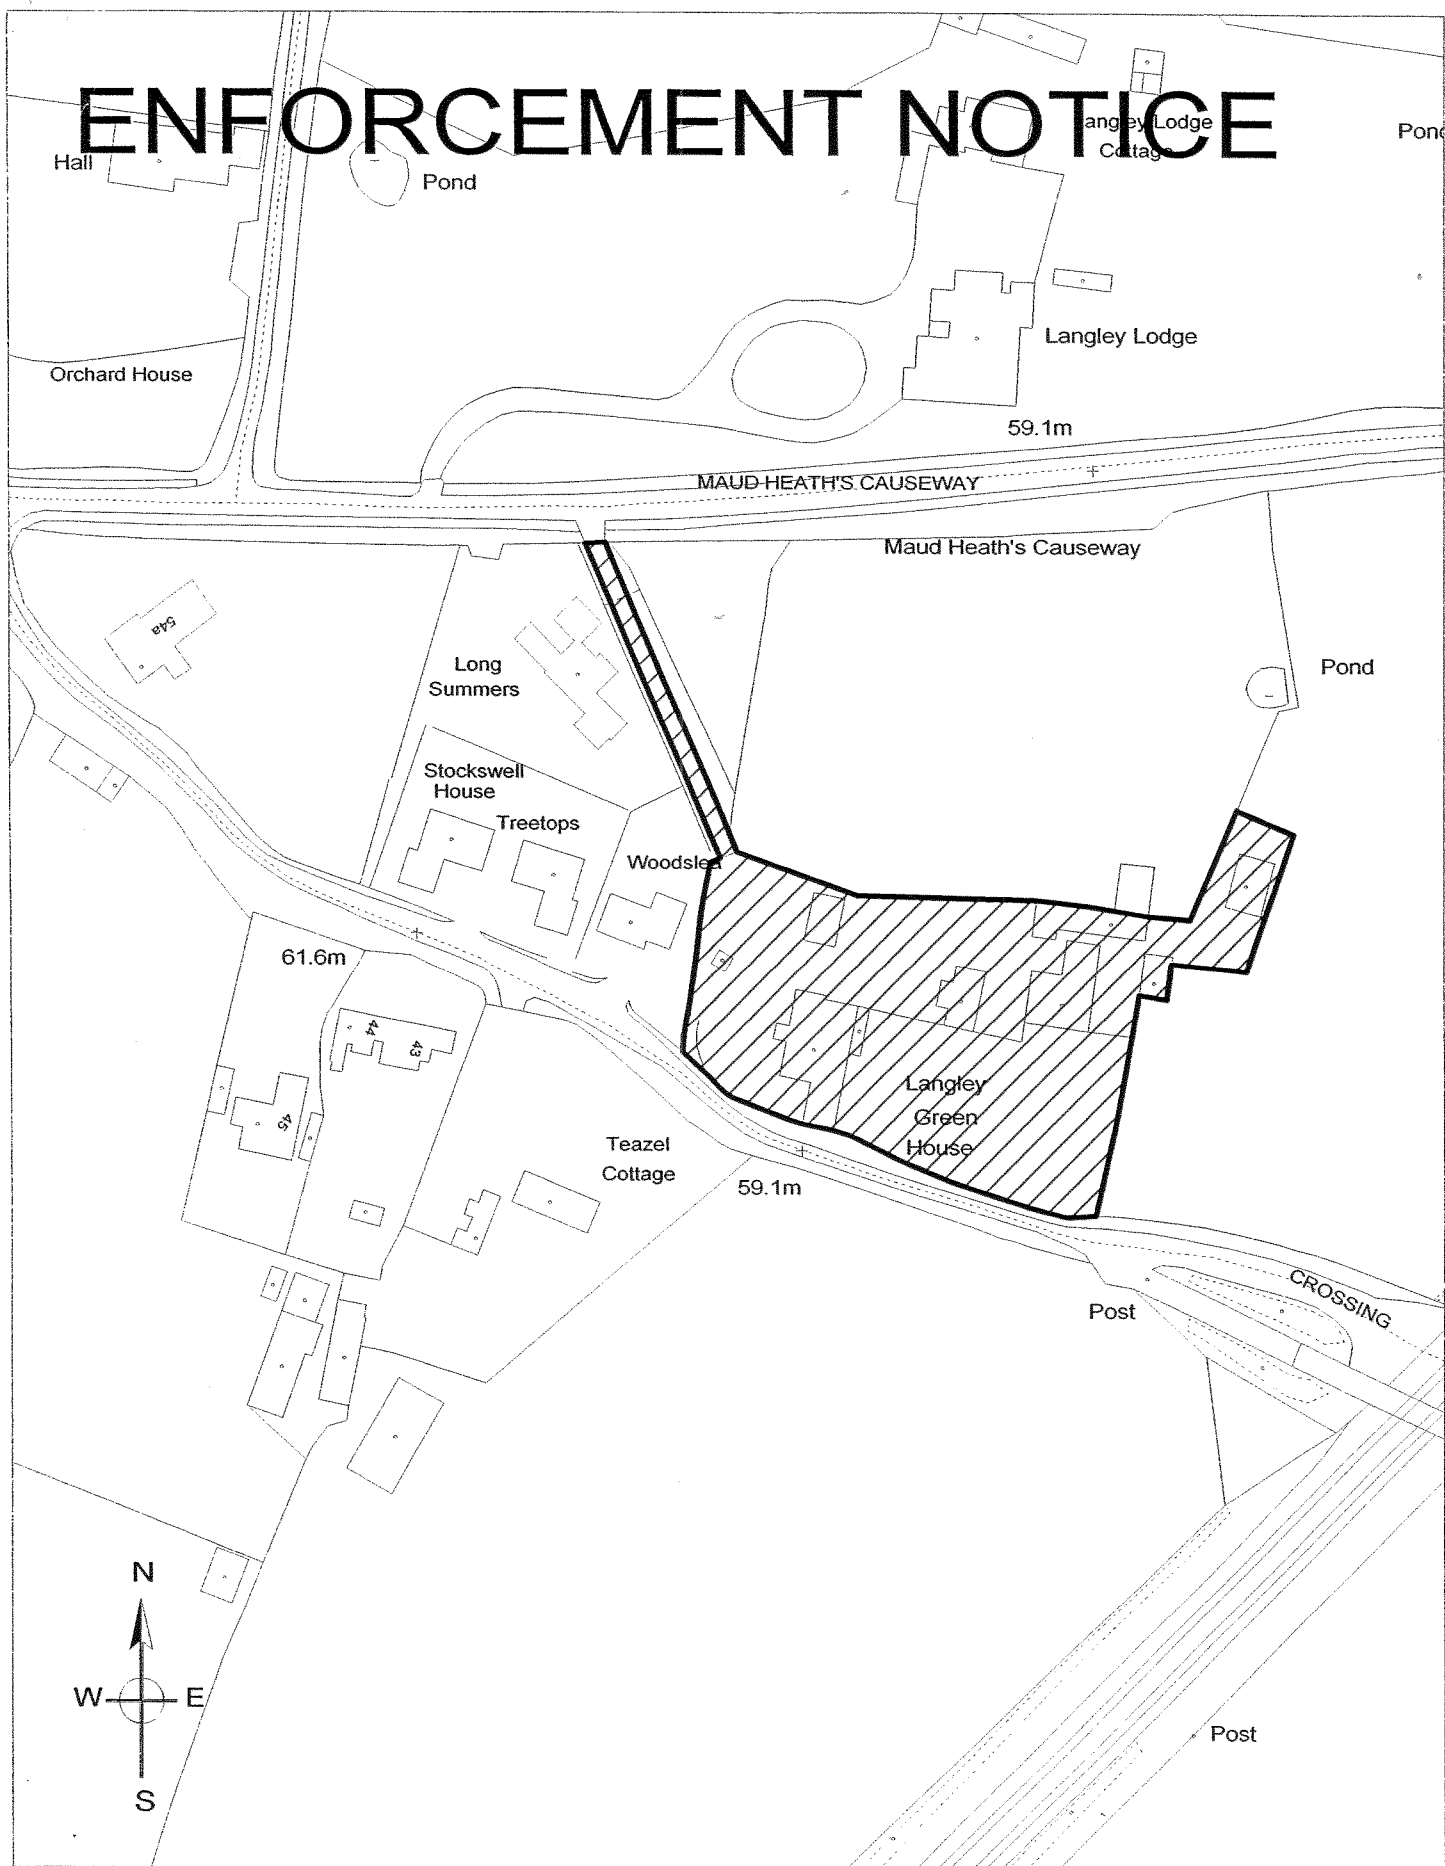 ENFORCEMENT NOTICE
Hall
Pond
Langley Lodge
Cottage
Langley Lodge
Orchard House
59.1m
MAUD HEATH'S CAUSEWAY
Maud Heath's Causeway
54a
Long
Summers
Pond
Stockswell
House
Treetops
Woodslea
61.6m
44
43
45
Langley
Green
House
Teazel
Cottage
59.1m
CROSSING
Post
N
W E
S
Post